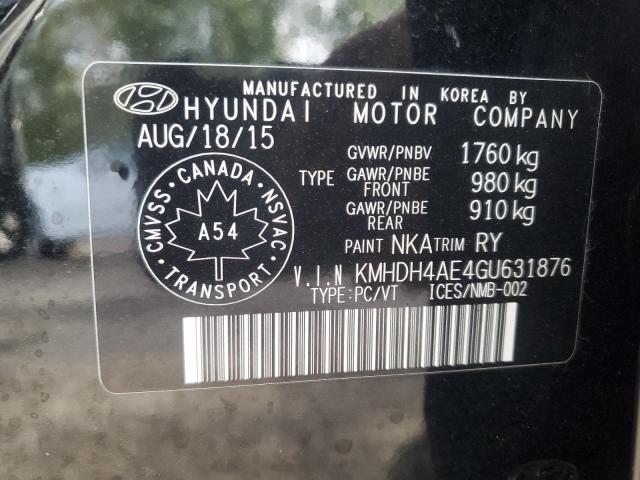 MANUFACTURED IN KOREA BY
HYUNDAI MOTOR COMPANY
AUG/18/15
GVWR/PNBV 1760 kg
TYPE GAWR/PNBE FRONT 980 kg
GAWR/PNBE REAR 910 kg
PAINT NKA TRIM RY
V.I.N KMHDH4AE4GU631876
TYPE:PC/VT ICES/NMB-002
CMVSS · CANADA · NSVAC
A54
TRANSPORT